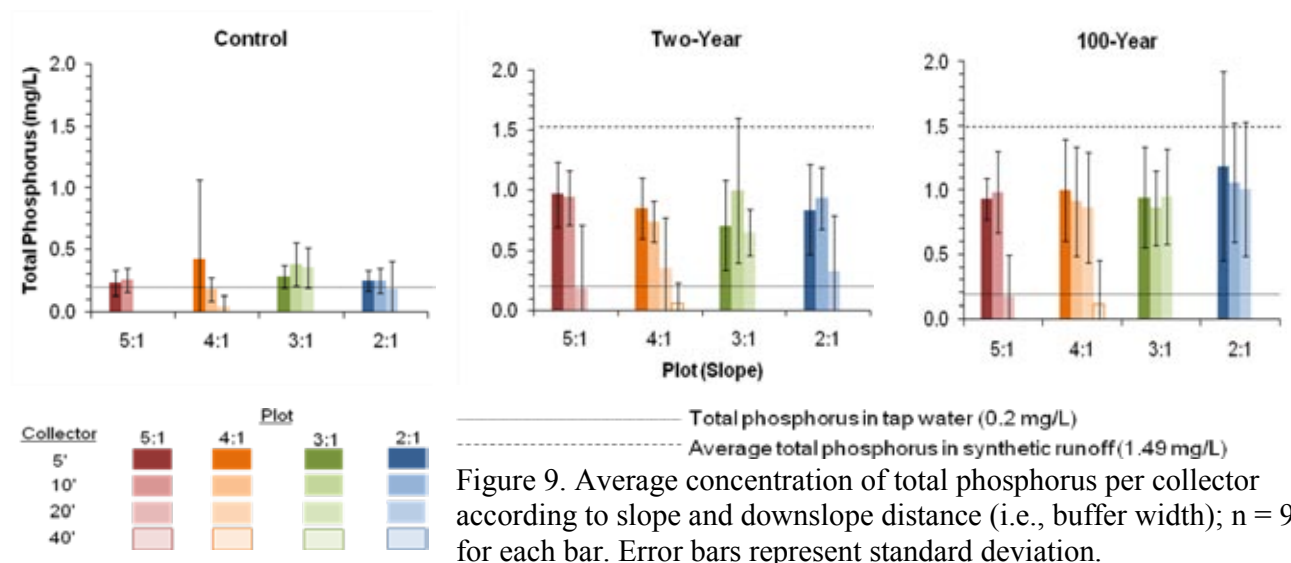 Control
Two-Year
100-Year
Total Phosphorus (mg/L)
2.0
1.5
1.0
0.5
0.0
5:1 4:1 3:1 2:1
2.0
1.5
1.0
0.5
0.0
5:1 4:1 3:1 2:1
Plot (Slope)
2.0
1.5
1.0
0.5
0.0
5:1 4:1 3:1 2:1
Plot
Collector 5:1 4:1 3:1 2:1
5'
10'
20'
40'
Total phosphorus in tap water (0.2 mg/L)
Average total phosphorus in synthetic runoff (1.49 mg/L)
Figure 9. Average concentration of total phosphorus per collector
according to slope and downslope distance (i.e., buffer width); n = 9
for each bar. Error bars represent standard deviation.